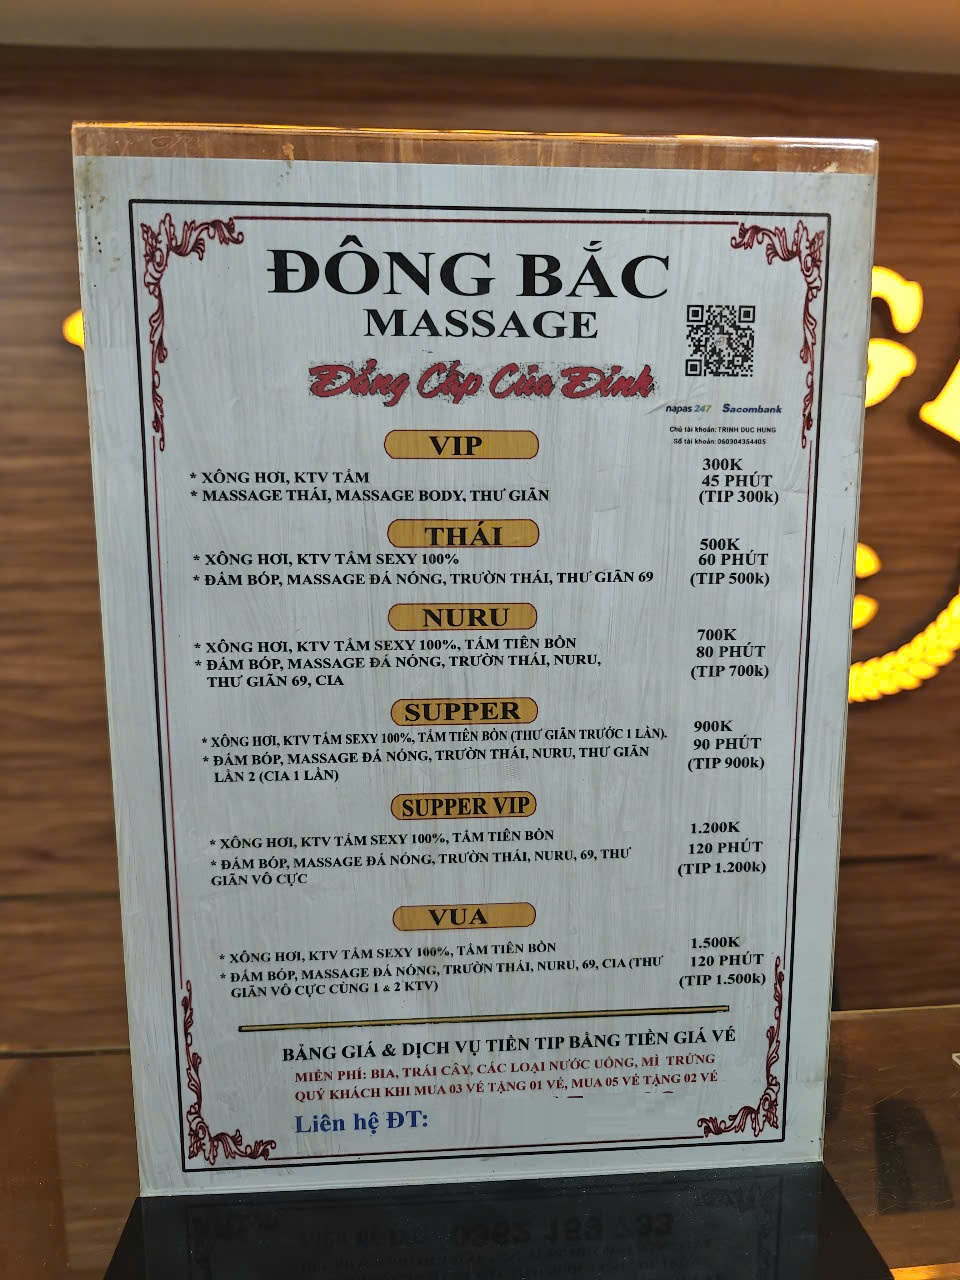 ĐÔNG BẮC
MASSAGE
Đẳng Cấp Của Đỉnh
napas 247 Sacombank
Chủ tài khoản: TRINH DUC HUNG
Số tài khoản: 060304354405
VIP
* XÔNG HƠI, KTV TẮM
* MASSAGE THÁI, MASSAGE BODY, THƯ GIÃN
300K
45 PHÚT
(TIP 300k)
THÁI
* XÔNG HƠI, KTV TẮM SEXY 100%
* ĐẤM BÓP, MASSAGE ĐÁ NÓNG, TRƯỜN THÁI, THƯ GIÃN 69
500K
60 PHÚT
(TIP 500k)
NURU
* XÔNG HƠI, KTV TẮM SEXY 100%, TẮM TIÊN BỒN
* ĐẤM BÓP, MASSAGE ĐÁ NÓNG, TRƯỜN THÁI, NURU,
THƯ GIÃN 69, CIA
700K
80 PHÚT
(TIP 700k)
SUPPER
* XÔNG HƠI, KTV TẮM SEXY 100%, TẮM TIÊN BỒN (THƯ GIÃN TRƯỚC 1 LẦN).
* ĐẤM BÓP, MASSAGE ĐÁ NÓNG, TRƯỜN THÁI, NURU, THƯ GIÃN
LẦN 2 (CIA 1 LẦN)
900K
90 PHÚT
(TIP 900k)
SUPPER VIP
* XÔNG HƠI, KTV TẮM SEXY 100%, TẮM TIÊN BỒN
* ĐẤM BÓP, MASSAGE ĐÁ NÓNG, TRƯỜN THÁI, NURU, 69, THƯ
GIÃN VÔ CỰC
1.200K
120 PHÚT
(TIP 1.200k)
VUA
* XÔNG HƠI, KTV TẮM SEXY 100%, TẮM TIÊN BỒN
* ĐẤM BÓP, MASSAGE ĐÁ NÓNG, TRƯỜN THÁI, NURU, 69, CIA (THƯ
GIÃN VÔ CỰC CÙNG 1 & 2 KTV)
1.500K
120 PHÚT
(TIP 1.500k)
BẢNG GIÁ & DỊCH VỤ TIỀN TIP BẰNG TIỀN GIÁ VÉ
MIỄN PHÍ: BIA, TRÁI CÂY, CÁC LOẠI NƯỚC UỐNG, MÌ TRỨNG
QUÝ KHÁCH KHI MUA 03 VÉ TẶNG 01 VÉ, MUA 05 VÉ TẶNG 02 VÉ
Liên hệ ĐT: